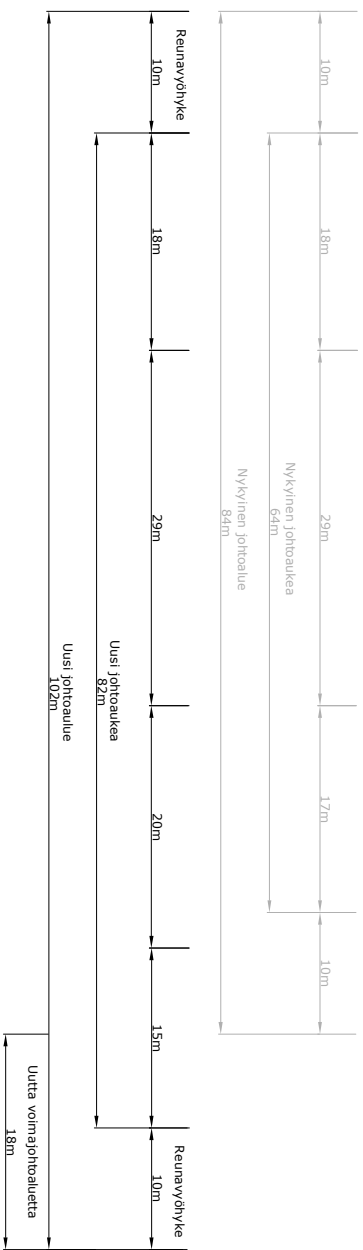 10m
18m
29m
17m
10m
Nykyinen johtoaukea
64m
Nykyinen johtoalue
84m
Reunavyöhyke
10m
18m
29m
20m
15m
Reunavyöhyke
10m
Uusi johtoaukea
82m
Uusi johtoaulue
102m
Uutta voimajohtoaluetta
18m